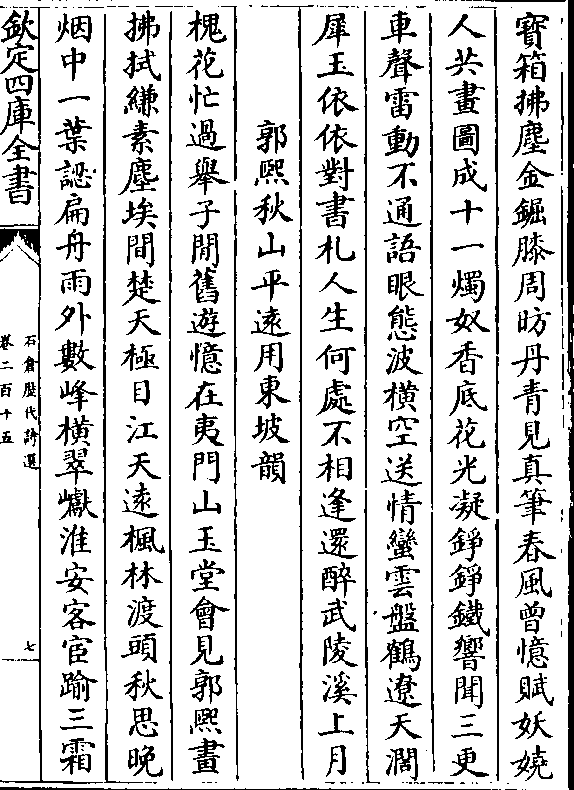 寶箱拂塵金鋜膝周昉丹青見真筆春風曾憶賦妖嬈
人共畫圖成十一燭奴香底花光凝錚錚鐵響聞三更
車聲雷動不通語眼態波横空送情蠻雲盤鶴遼天濶
犀玉依依對書札人生何處不相逢還醉武陵溪上月
郭熙秋山平遠用東坡韻
槐花忙過舉子閒舊遊憶在夷門山玉堂會見郭熙畫
拂拭縑素塵埃間楚天極目江天遠楓林渡頭秋思晚
烟中一葉認扁舟雨外數峰横翠巘淮安客宦踰三霜
欽定四庫全書
石倉歴代詩選
卷二百十五
七